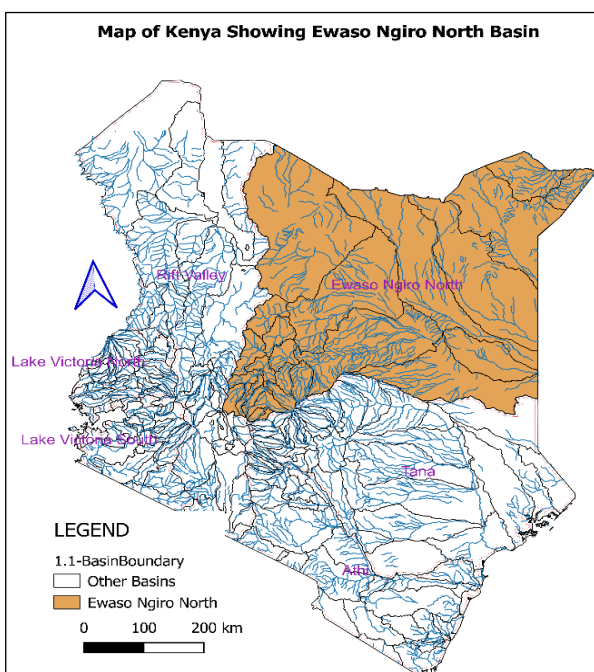 Map of Kenya Showing Ewaso Ngiro North Basin
Rift Valley
Ewaso Ngiro North
Lake Victoria North
Lake Victoria South
Tana
Athi
LEGEND
1.1-BasinBoundary
Other Basins
Ewaso Ngiro North
0 100 200 km